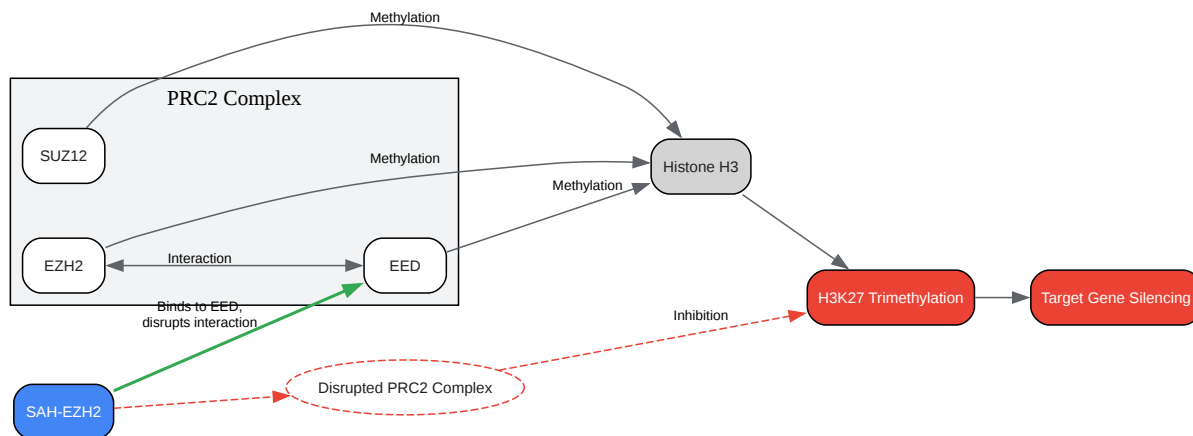 Methylation
PRC2 Complex
SUZ12
Methylation
Histone H3
Methylation
EZH2
Interaction
EED
H3K27 Trimethylation
Target Gene Silencing
Binds to EED,
disrupts interaction
Inhibition
Disrupted PRC2 Complex
SAH-EZH2